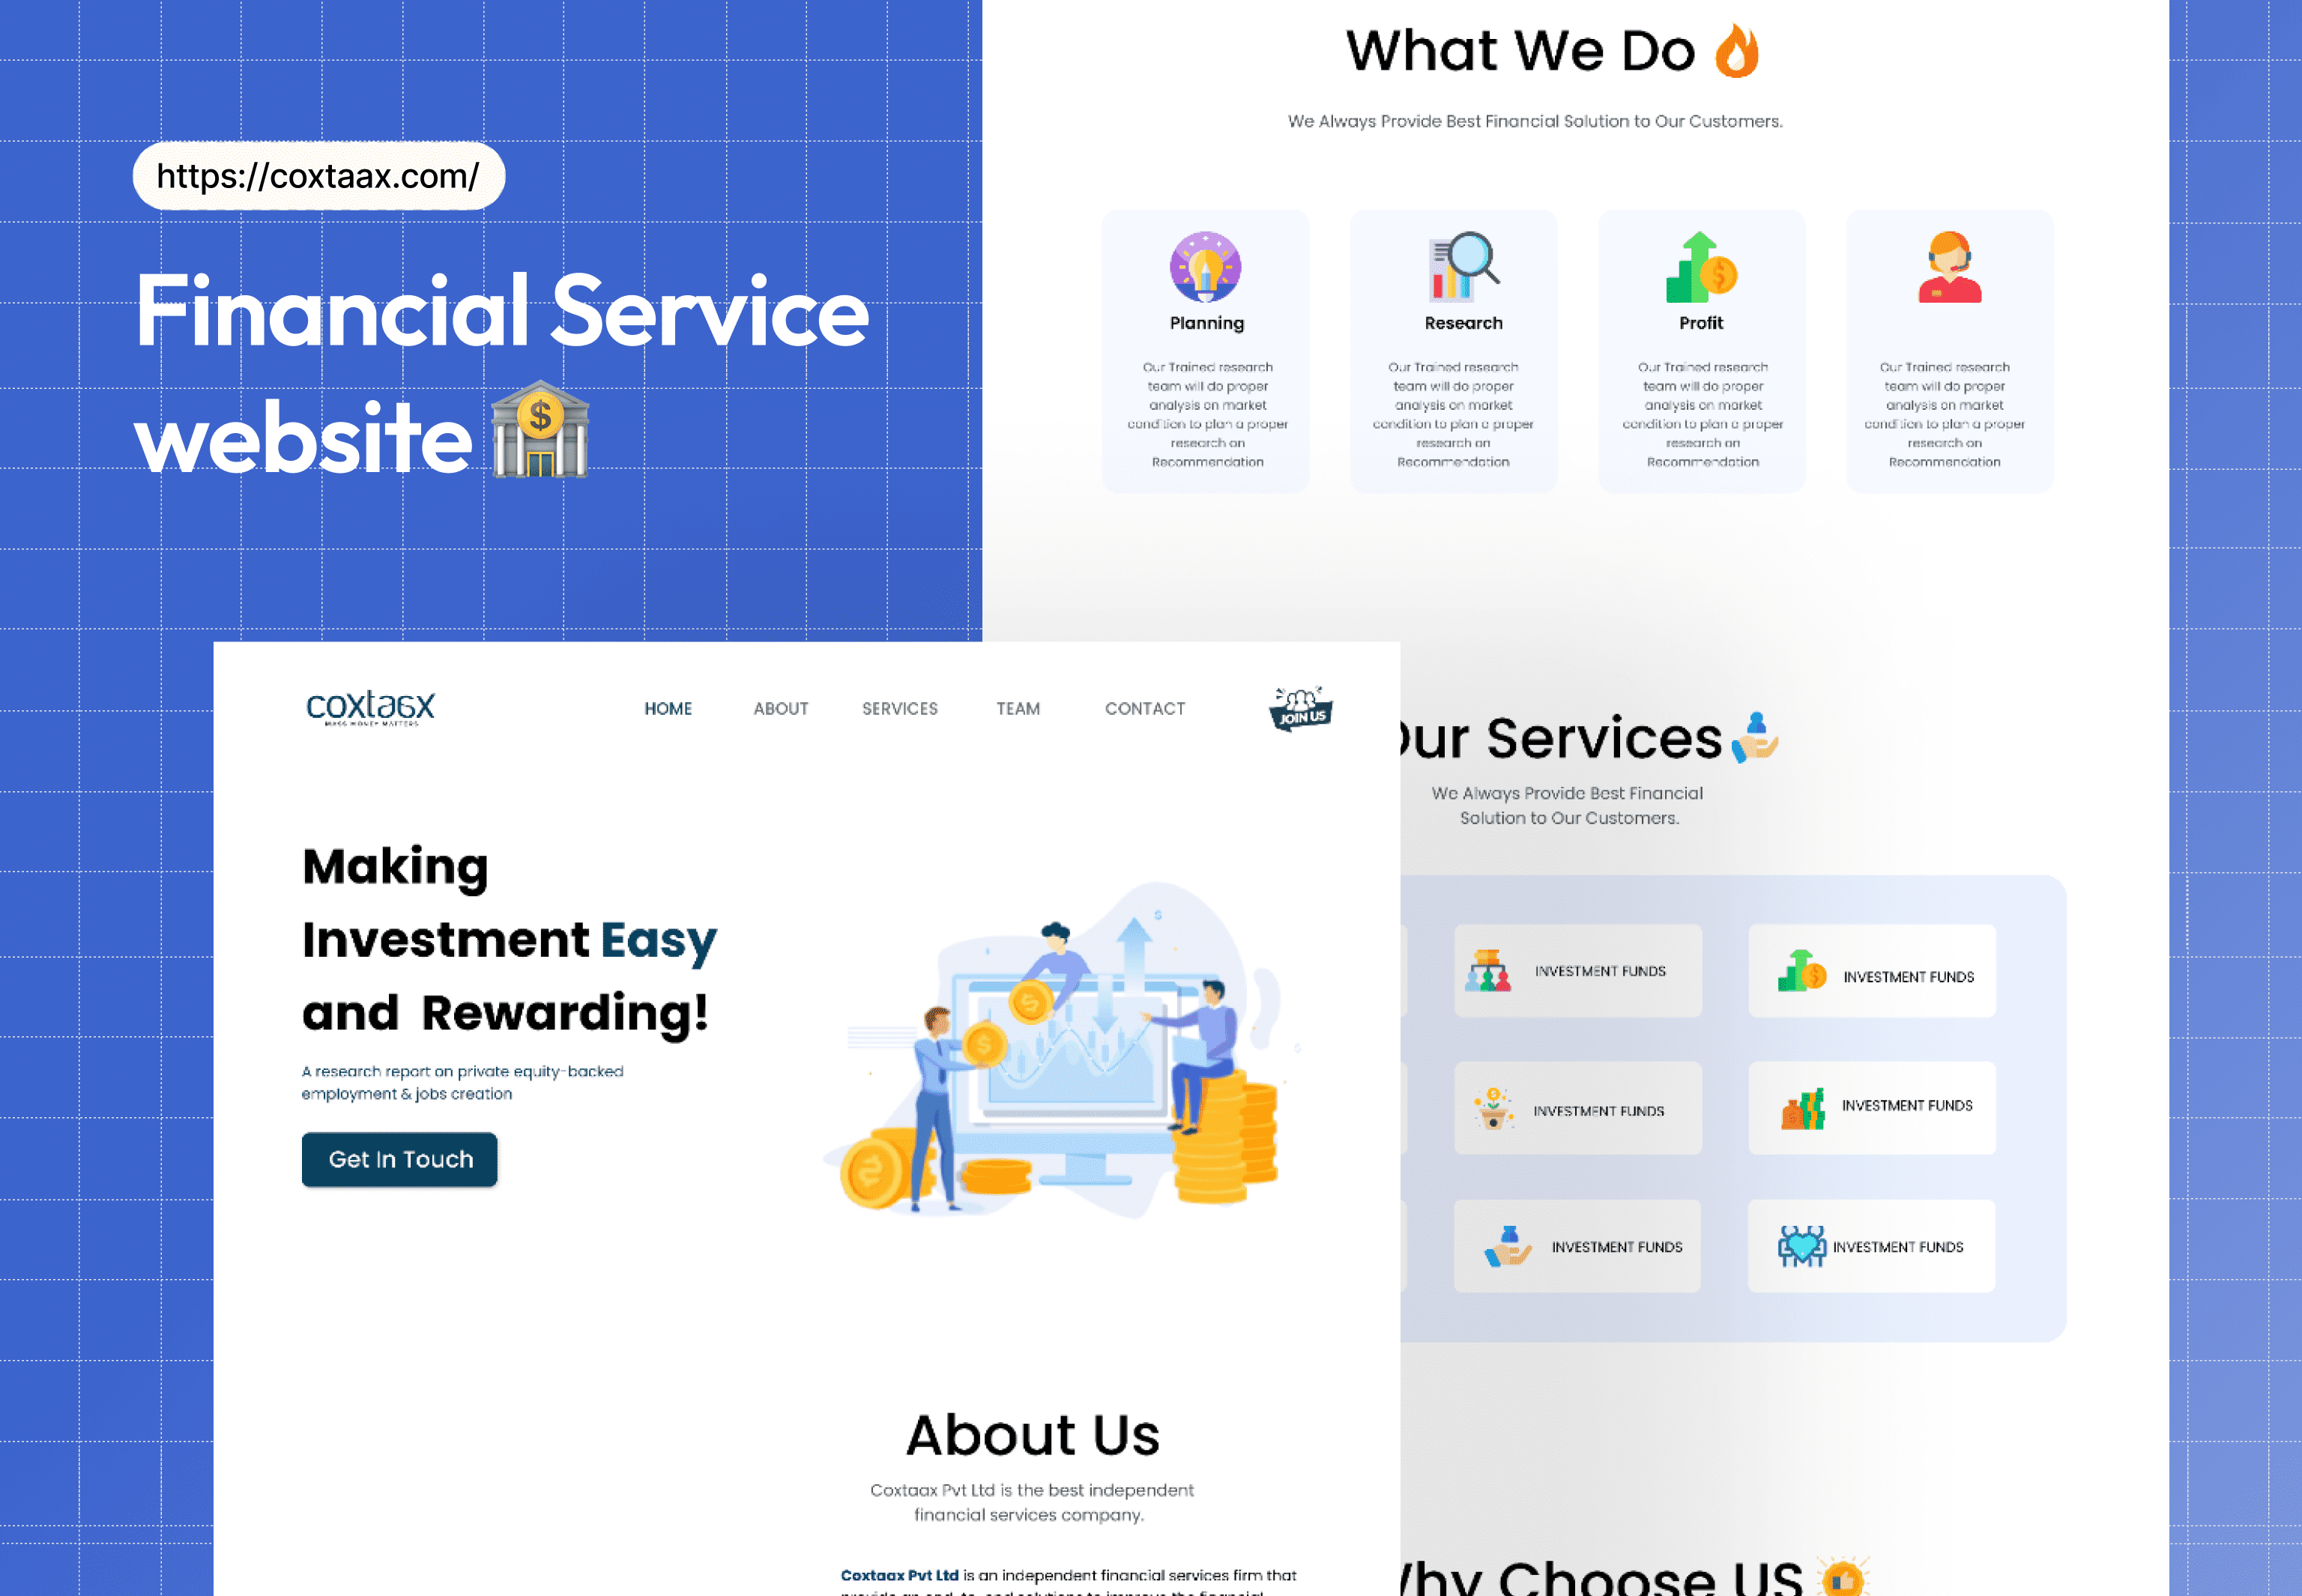 https://coxtaax.com/
Financial Service
website
What We Do
We Always Provide Best Financial Solution to Our Customers.
Planning
Our Trained research
team will do proper
analysis on market
condition to plan a proper
research on
Recommendation
Research
Our Trained research
team will do proper
analysis on market
condition to plan a proper
research on
Recommendation
Profit
Our Trained research
team will do proper
analysis on market
condition to plan a proper
research on
Recommendation
Our Trained research
team will do proper
analysis on market
condition to plan a proper
research on
Recommendation
coxtaax
MASS MONEY MATTERS
HOME
ABOUT
SERVICES
TEAM
CONTACT
JOIN US
Making
Investment Easy
and Rewarding!
A research report on private equity-backed
employment & jobs creation
Get In Touch
About Us
Coxtaax Pvt Ltd is the best independent
financial services company.
Coxtaax Pvt Ltd is an independent financial services firm that
our Services
We Always Provide Best Financial
Solution to Our Customers.
INVESTMENT FUNDS
INVESTMENT FUNDS
INVESTMENT FUNDS
INVESTMENT FUNDS
INVESTMENT FUNDS
INVESTMENT FUNDS
hy Choose US